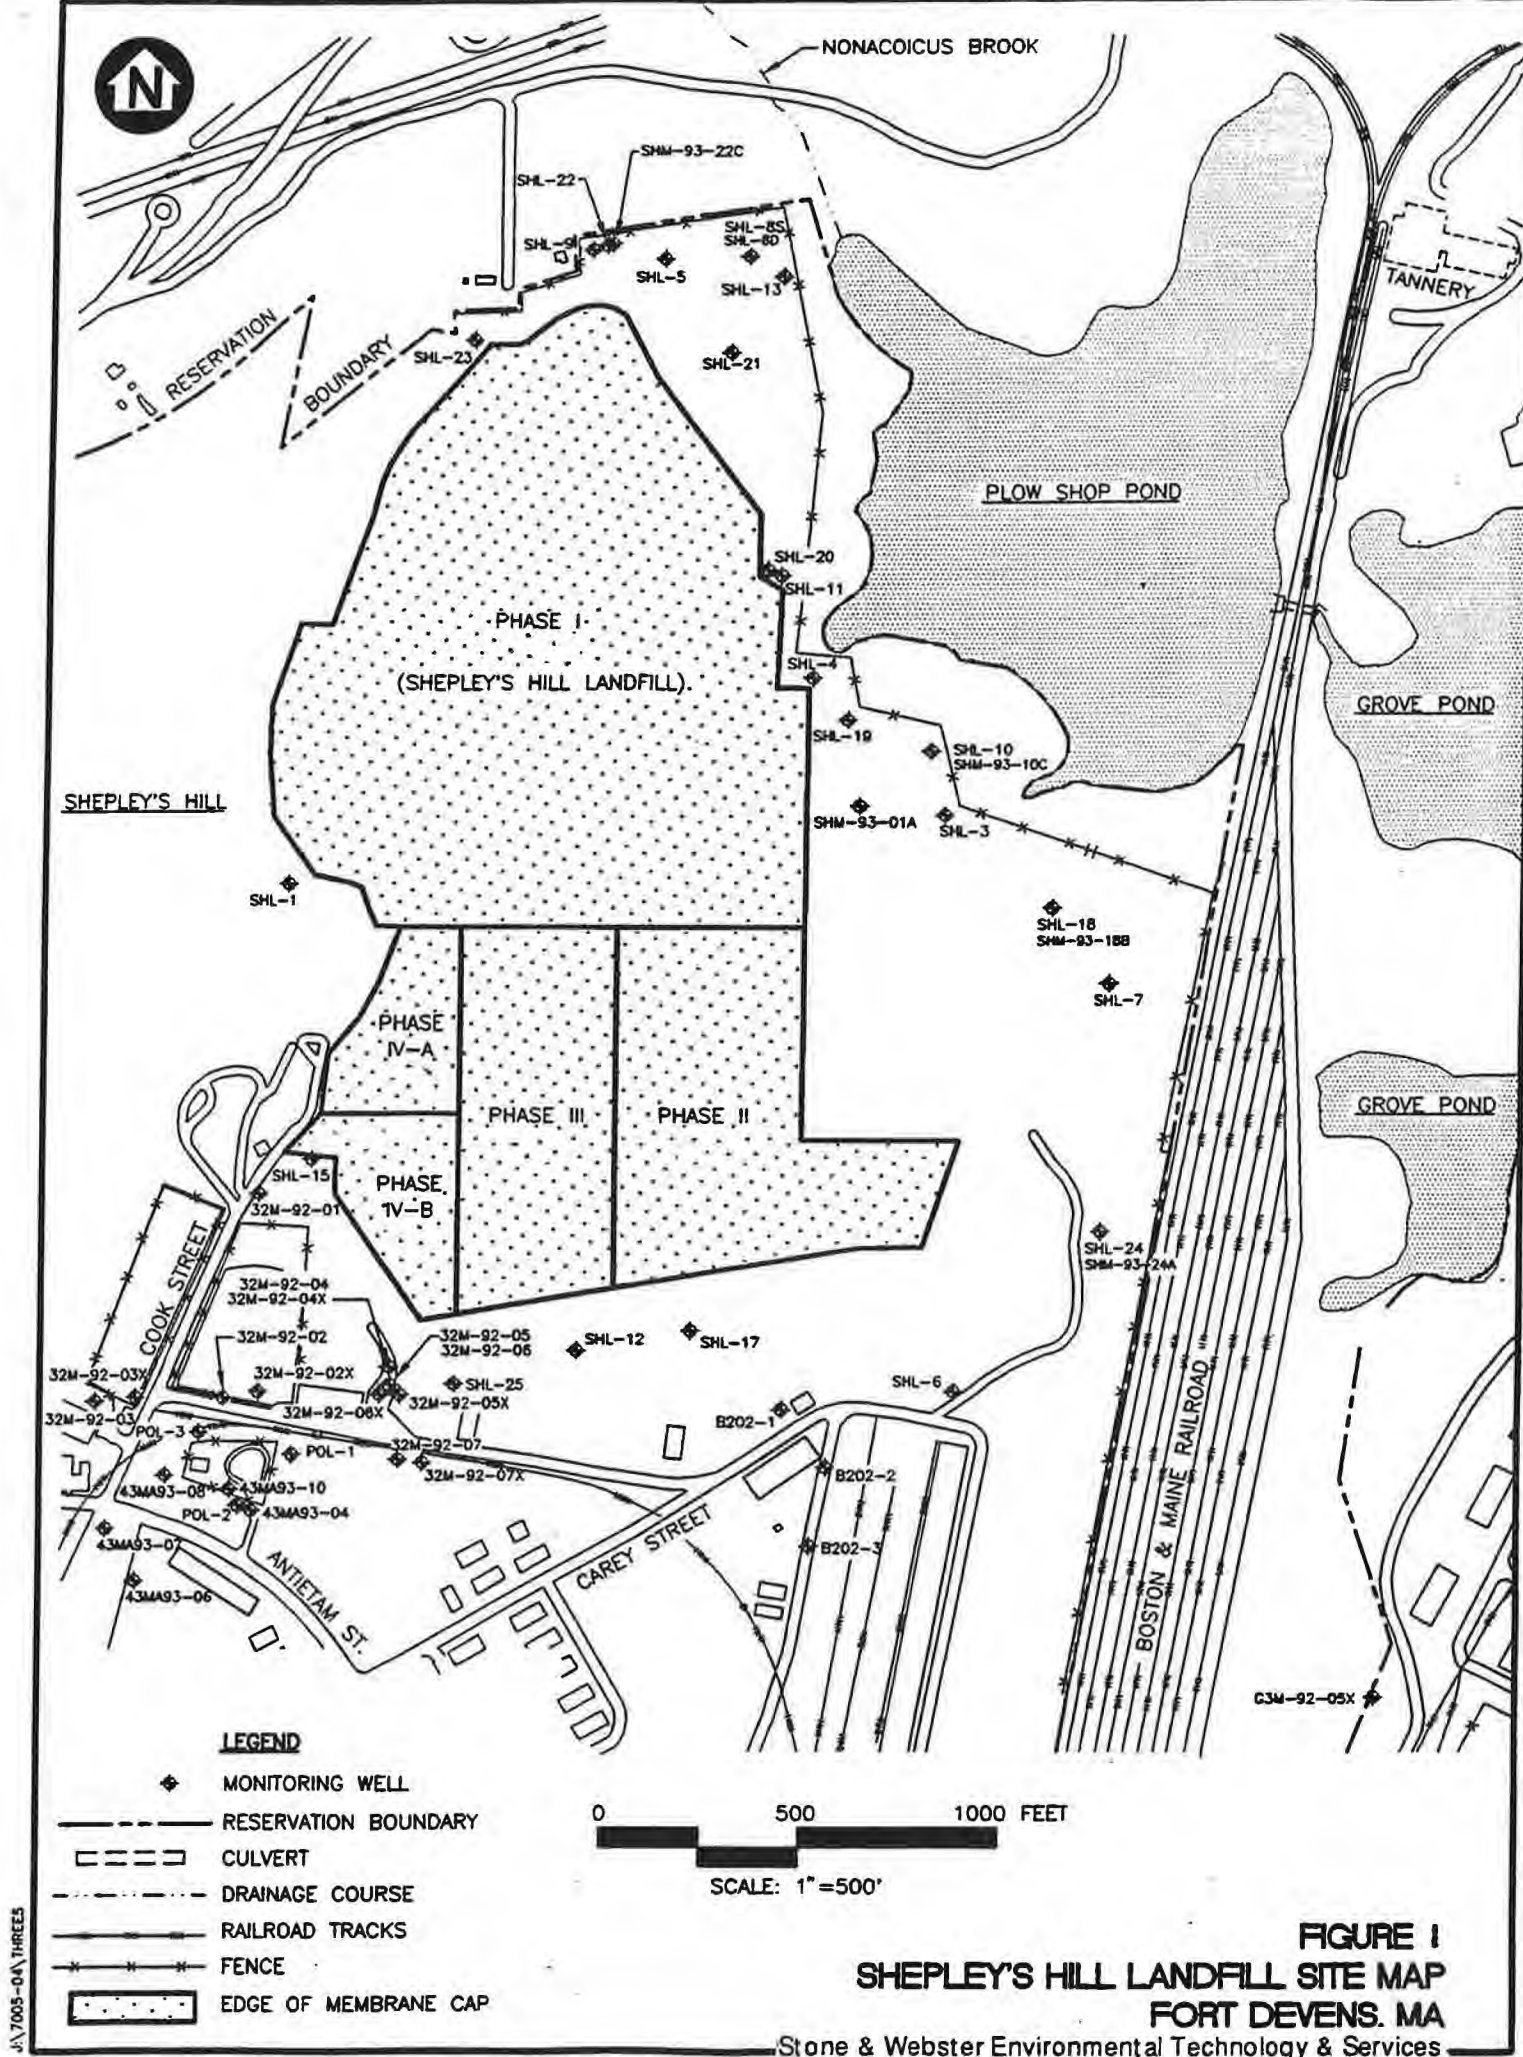 N
NONACOICUS BROOK
SHM-93-22C
SHL-22
SHL-9
SHL-8S
SHL-8D
SHL-5
SHL-13
TANNERY
RESERVATION
BOUNDARY
SHL-23
SHL-21
PLOW SHOP POND
SHL-20
SHL-11
PHASE I
(SHEPLEY'S HILL LANDFILL).
SHL-4
GROVE POND
SHL-19
SHL-10
SHM-93-10C
SHEPLEY'S HILL
SHM-93-01A
SHL-3
SHL-1
SHL-18
SHM-93-18B
SHL-7
PHASE
IV-A
PHASE III
PHASE II
GROVE POND
SHL-15
PHASE
IV-B
32M-92-01
COOK STREET
SHL-24
SHM-93-24A
32M-92-04
32M-92-04X
32M-92-02
32M-92-05
32M-92-06
SHL-12
SHL-17
32M-92-03X
32M-92-02X
SHL-25
SHL-6
32M-92-03
32M-92-06X
32M-92-05X
B202-1
POL-3
POL-1
32M-92-07
32M-92-07X
B202-2
43MA93-08
43MA93-10
POL-2
43MA93-04
43MA93-07
ANTIETAM ST.
CAREY STREET
B202-3
43MA93-06
BOSTON & MAINE RAILROAD
G3M-92-05X
LEGEND
MONITORING WELL
RESERVATION BOUNDARY
CULVERT
DRAINAGE COURSE
RAILROAD TRACKS
FENCE
EDGE OF MEMBRANE CAP
0 500 1000 FEET
SCALE: 1"=500'
FIGURE 1
SHEPLEY'S HILL LANDFILL SITE MAP
FORT DEVENS. MA
Stone & Webster Environmental Technology & Services
J:\7005-04\THREES